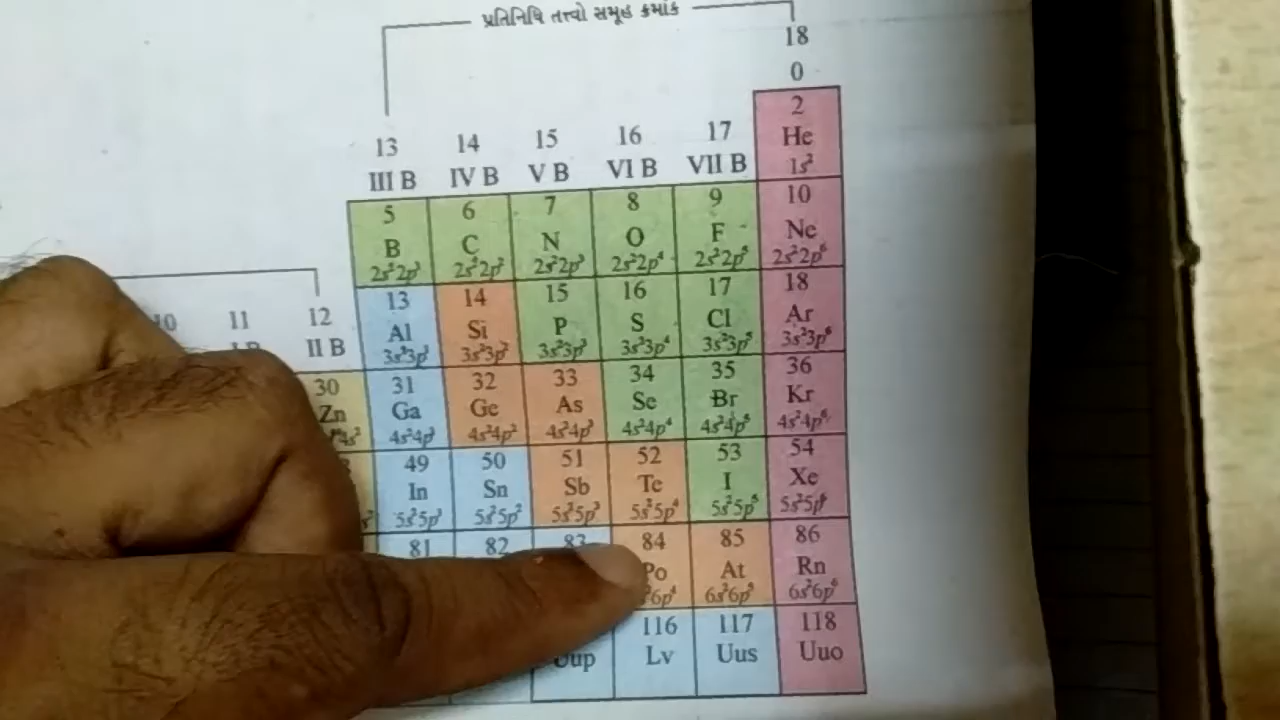 પ્રતિનિધિ તત્ત્વો સમૂહ ક્રમાંક
18
0
13 14 15 16 17
III B IV B V B VI B VII B
2
He
1s²
5 6 7 8 9 10
B C N O F Ne
2s²2p¹ 2s²2p² 2s²2p³ 2s²2p⁴ 2s²2p⁵ 2s²2p⁶
10 11 12
II B
13 14 15 16 17 18
Al Si P S Cl Ar
3s²3p¹ 3s²3p² 3s²3p³ 3s²3p⁴ 3s²3p⁵ 3s²3p⁶
30 31 32 33 34 35 36
Zn Ga Ge As Se Br Kr
4s² 4s²4p¹ 4s²4p² 4s²4p³ 4s²4p⁴ 4s²4p⁵ 4s²4p⁶
49 50 51 52 53 54
In Sn Sb Te I Xe
5s²5p¹ 5s²5p² 5s²5p³ 5s²5p⁴ 5s²5p⁵ 5s²5p⁶
81 82 83 84 85 86
Po At Rn
6p⁴ 6s²6p⁵ 6s²6p⁶
116 117 118
Uup Lv Uus Uuo